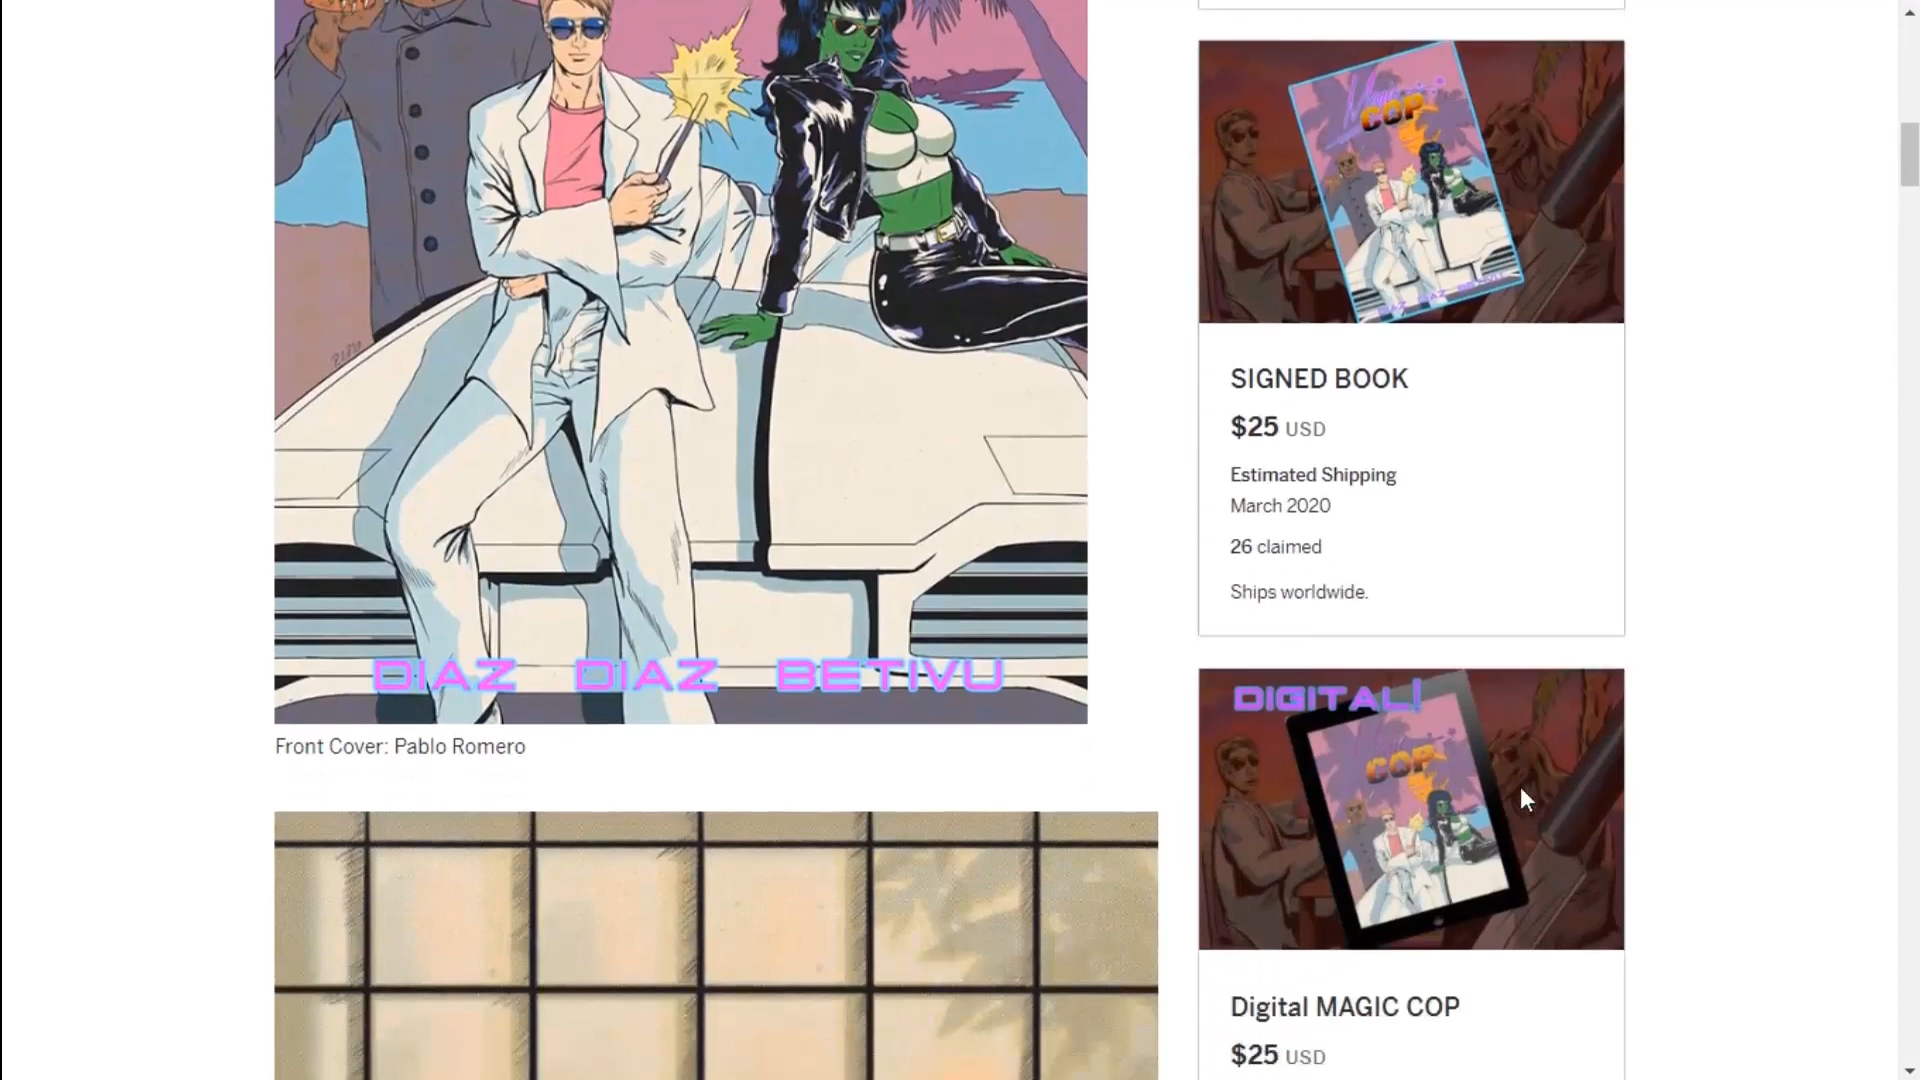 DIAZ DIAZ BETIVU
Front Cover: Pablo Romero
Magic
COP
SIGNED BOOK
$25 USD
Estimated Shipping
March 2020
26 claimed
Ships worldwide.
DIGITAL!
COP
Digital MAGIC COP
$25 USD